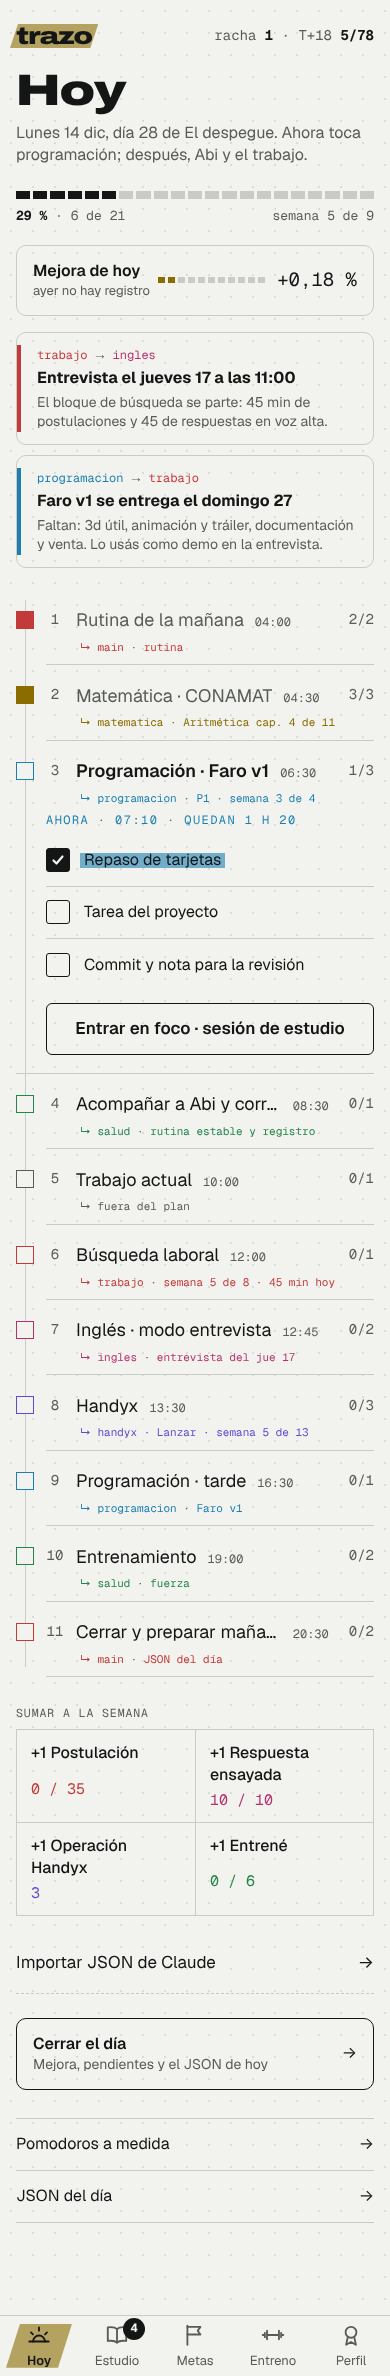 trazo
racha 1 · T+18 5/78
Hoy
Lunes 14 dic, día 28 de El despegue. Ahora toca
programación; después, Abi y el trabajo.
29 % · 6 de 21
semana 5 de 9
Mejora de hoy
ayer no hay registro
+0,18 %
trabajo → ingles
Entrevista el jueves 17 a las 11:00
El bloque de búsqueda se parte: 45 min de
postulaciones y 45 de respuestas en voz alta.
programacion → trabajo
Faro v1 se entrega el domingo 27
Faltan: 3d útil, animación y tráiler, documentación
y venta. Lo usás como demo en la entrevista.
1 Rutina de la mañana 04:00 2/2
↳ main · rutina
2 Matemática · CONAMAT 04:30 3/3
↳ matematica · Aritmética cap. 4 de 11
3 Programación · Faro v1 06:30 1/3
↳ programacion · P1 · semana 3 de 4
AHORA · 07:10 · QUEDAN 1 H 20
Repaso de tarjetas
Tarea del proyecto
Commit y nota para la revisión
Entrar en foco · sesión de estudio
4 Acompañar a Abi y corr... 08:30 0/1
↳ salud · rutina estable y registro
5 Trabajo actual 10:00 0/1
↳ fuera del plan
6 Búsqueda laboral 12:00 0/1
↳ trabajo · semana 5 de 8 · 45 min hoy
7 Inglés · modo entrevista 12:45 0/2
↳ ingles · entrevista del jue 17
8 Handyx 13:30 0/3
↳ handyx · Lanzar · semana 5 de 13
9 Programación · tarde 16:30 0/1
↳ programacion · Faro v1
10 Entrenamiento 19:00 0/2
↳ salud · fuerza
11 Cerrar y preparar maña... 20:30 0/2
↳ main · JSON del día
SUMAR A LA SEMANA
+1 Postulación
0 / 35
+1 Respuesta
ensayada
10 / 10
+1 Operación
Handyx
3
+1 Entrené
0 / 6
Importar JSON de Claude →
Cerrar el día
Mejora, pendientes y el JSON de hoy
→
Pomodoros a medida →
JSON del día →
4
Hoy Estudio Metas Entreno Perfil